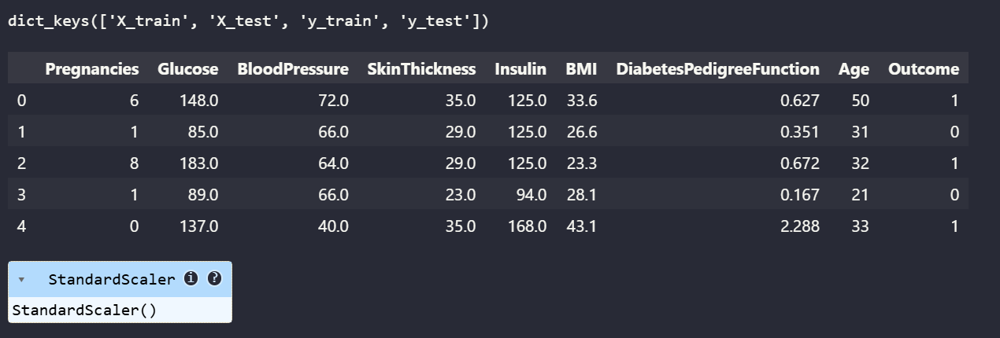 dict_keys(['X_train', 'X_test', 'y_train', 'y_test'])
Pregnancies Glucose BloodPressure SkinThickness Insulin BMI DiabetesPedigreeFunction Age Outcome
0 6 148.0 72.0 35.0 125.0 33.6 0.627 50 1
1 1 85.0 66.0 29.0 125.0 26.6 0.351 31 0
2 8 183.0 64.0 29.0 125.0 23.3 0.672 32 1
3 1 89.0 66.0 23.0 94.0 28.1 0.167 21 0
4 0 137.0 40.0 35.0 168.0 43.1 2.288 33 1
StandardScaler i ?
StandardScaler()